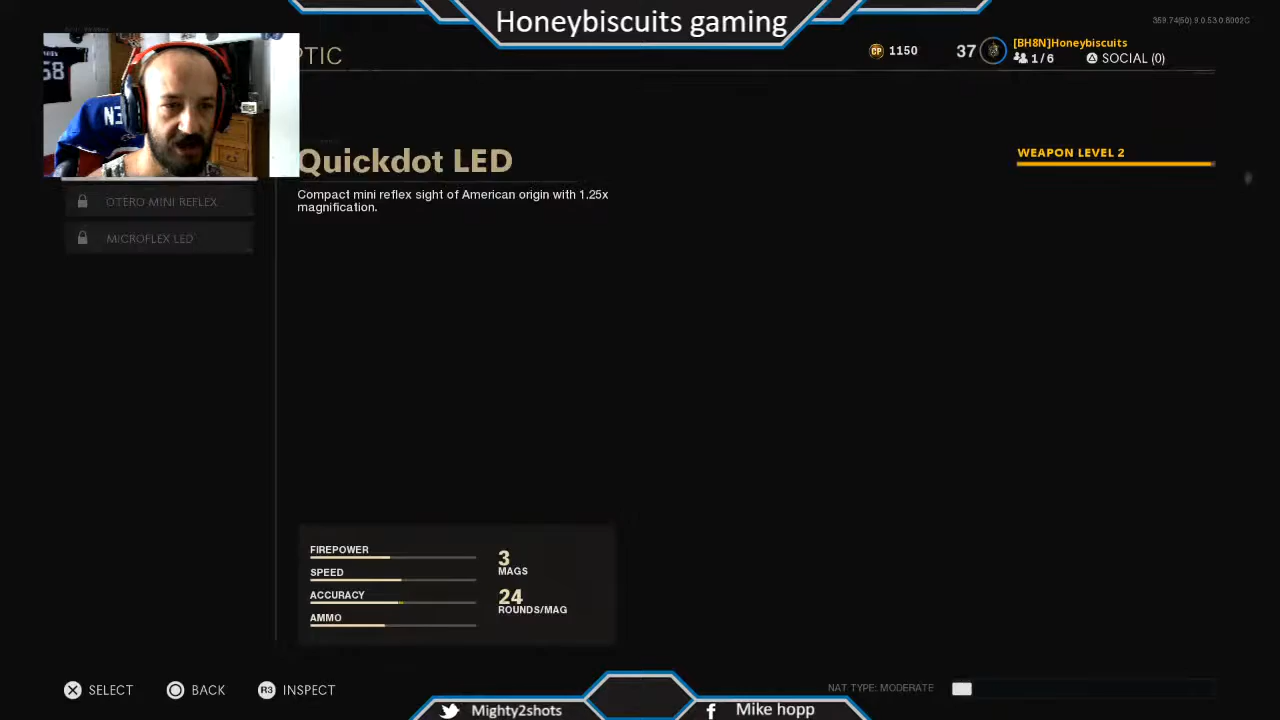 Honeybiscuits gaming
PTIC
1150
37
[BH8N]Honeybiscuits
1/6
SOCIAL (0)
58
Quickdot LED
WEAPON LEVEL 2
Compact mini reflex sight of American origin with 1.25x
magnification.
OTERO MINI REFLEX
MICROFLEX LED
FIREPOWER
SPEED
ACCURACY
AMMO
3
MAGS
24
ROUNDS/MAG
SELECT
BACK
R3 INSPECT
NAT TYPE: MODERATE
Mighty2shots
Mike hopp